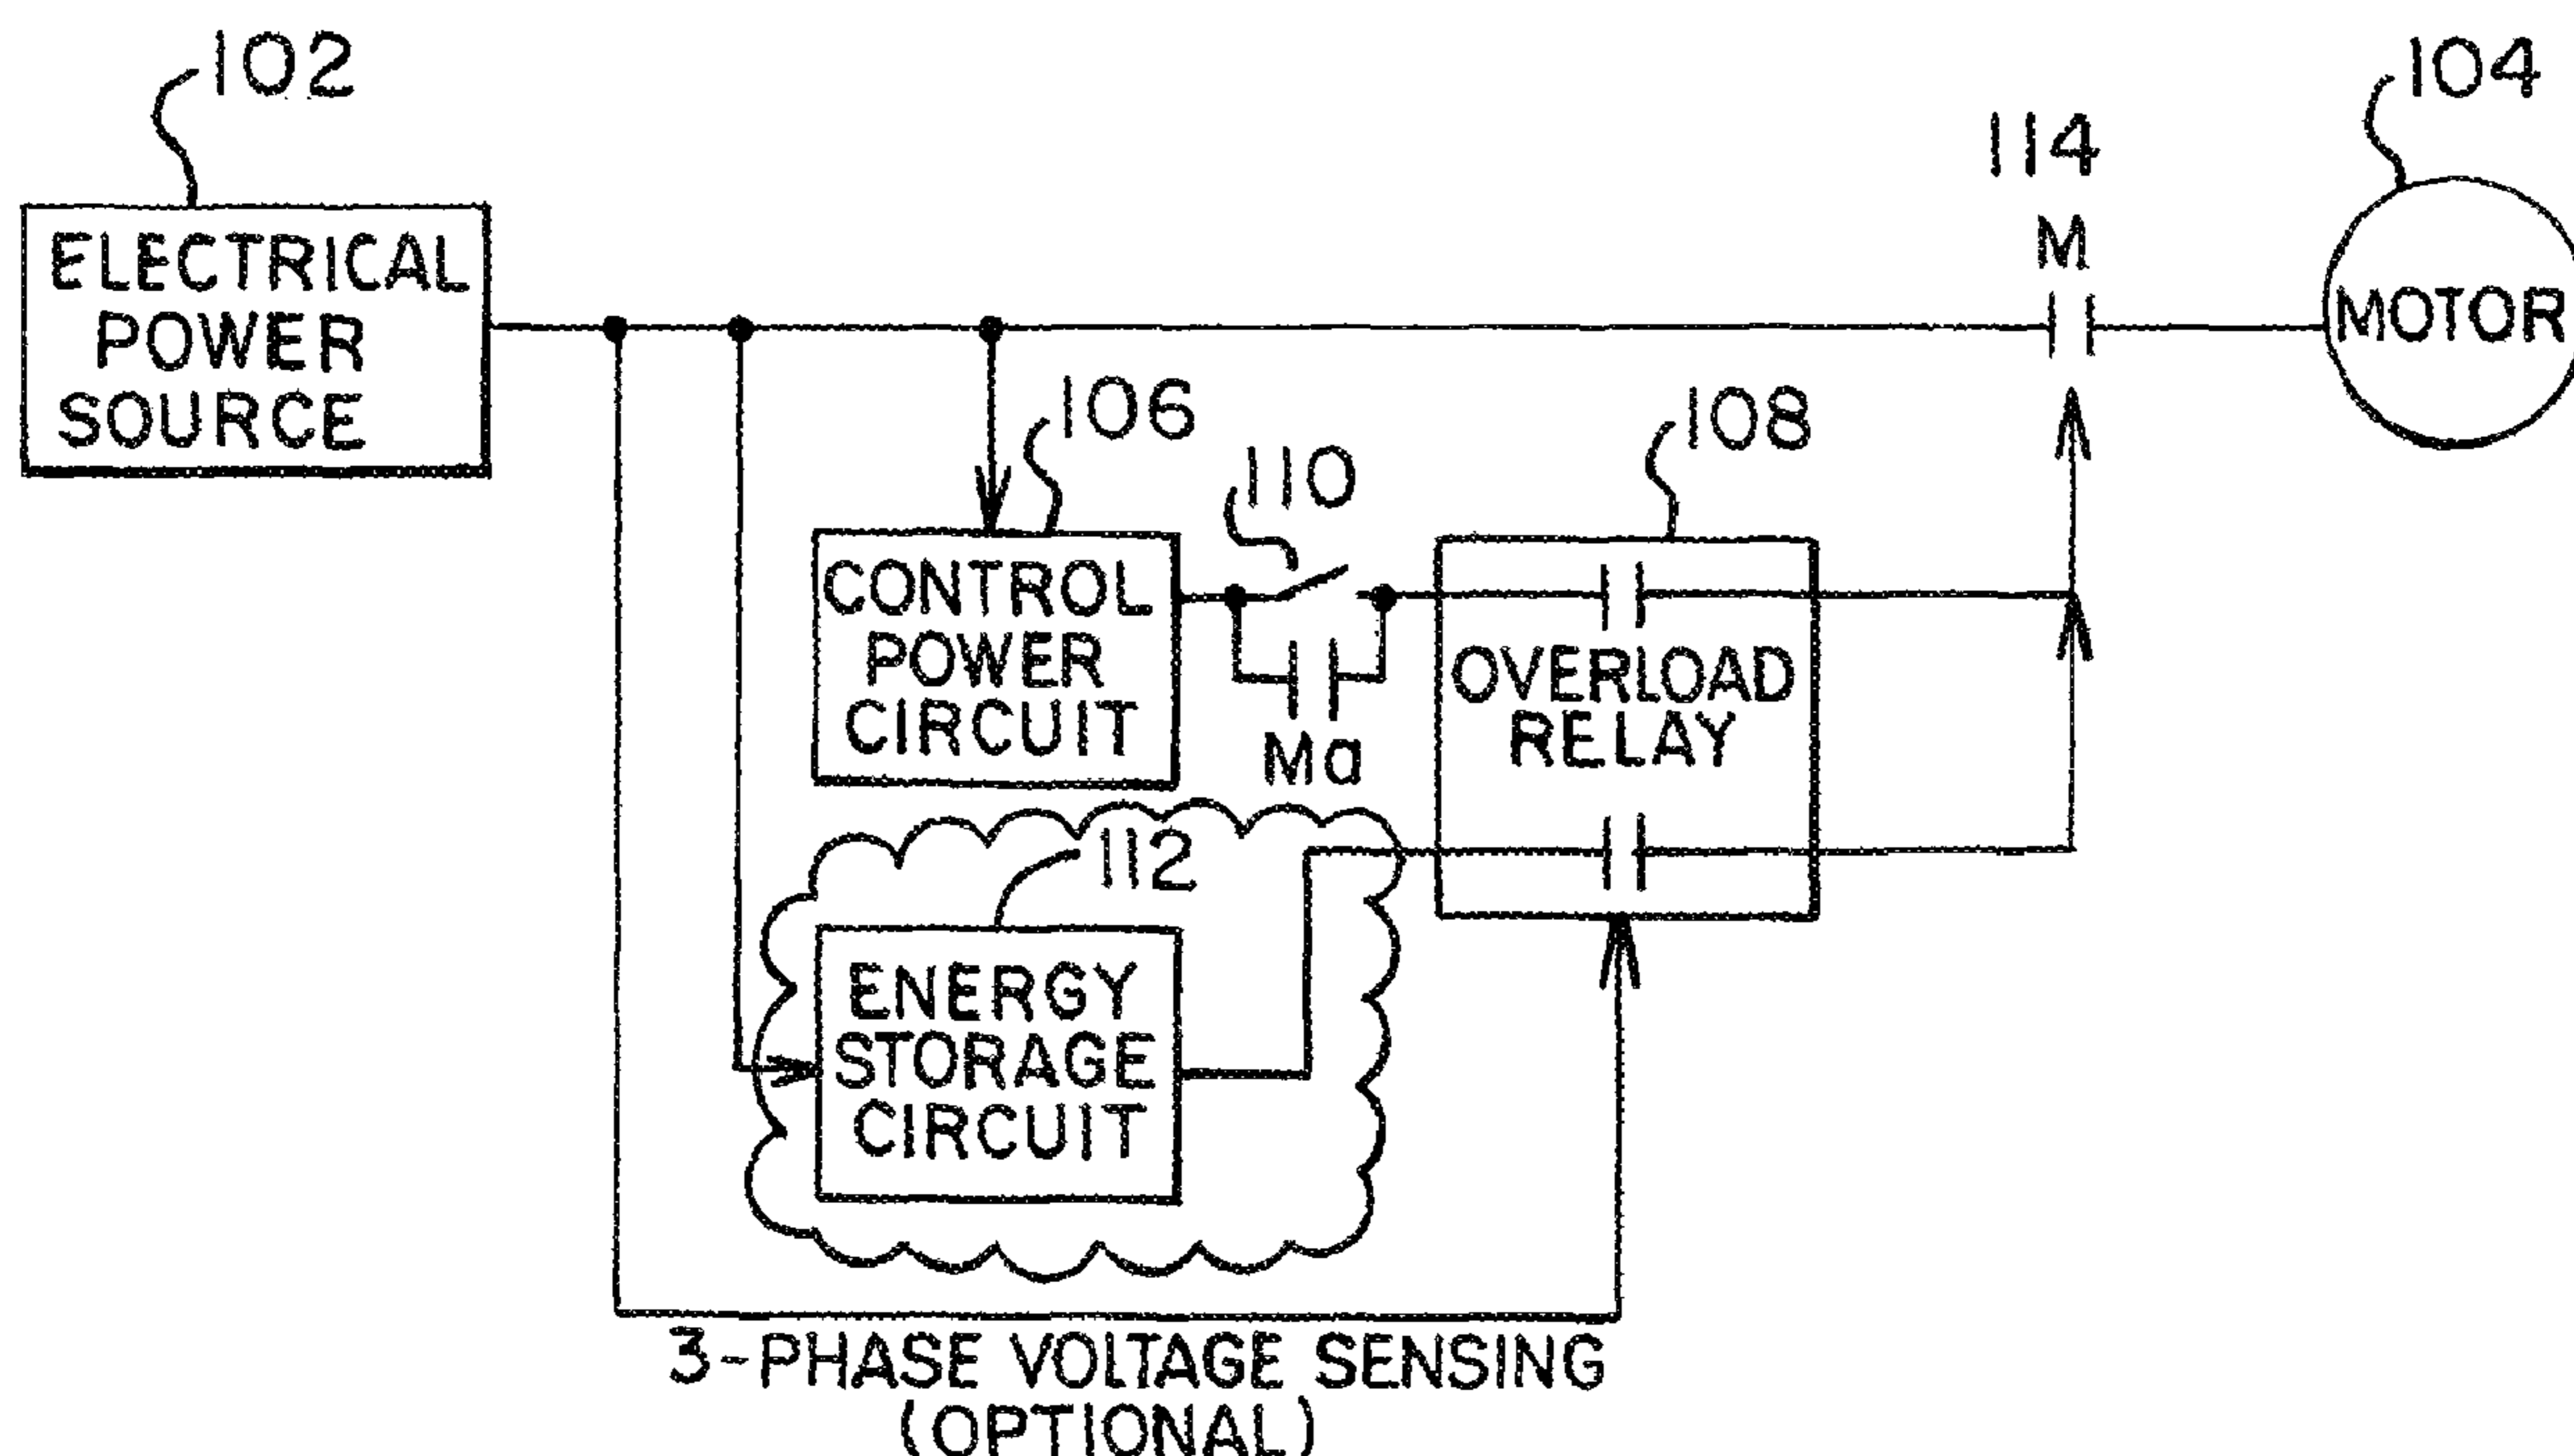 102
104
114
M
ELECTRICAL
POWER
SOURCE
MOTOR
106
110
108
CONTROL
POWER
CIRCUIT
Ma
OVERLOAD
RELAY
112
ENERGY
STORAGE
CIRCUIT
3-PHASE VOLTAGE SENSING
(OPTIONAL)